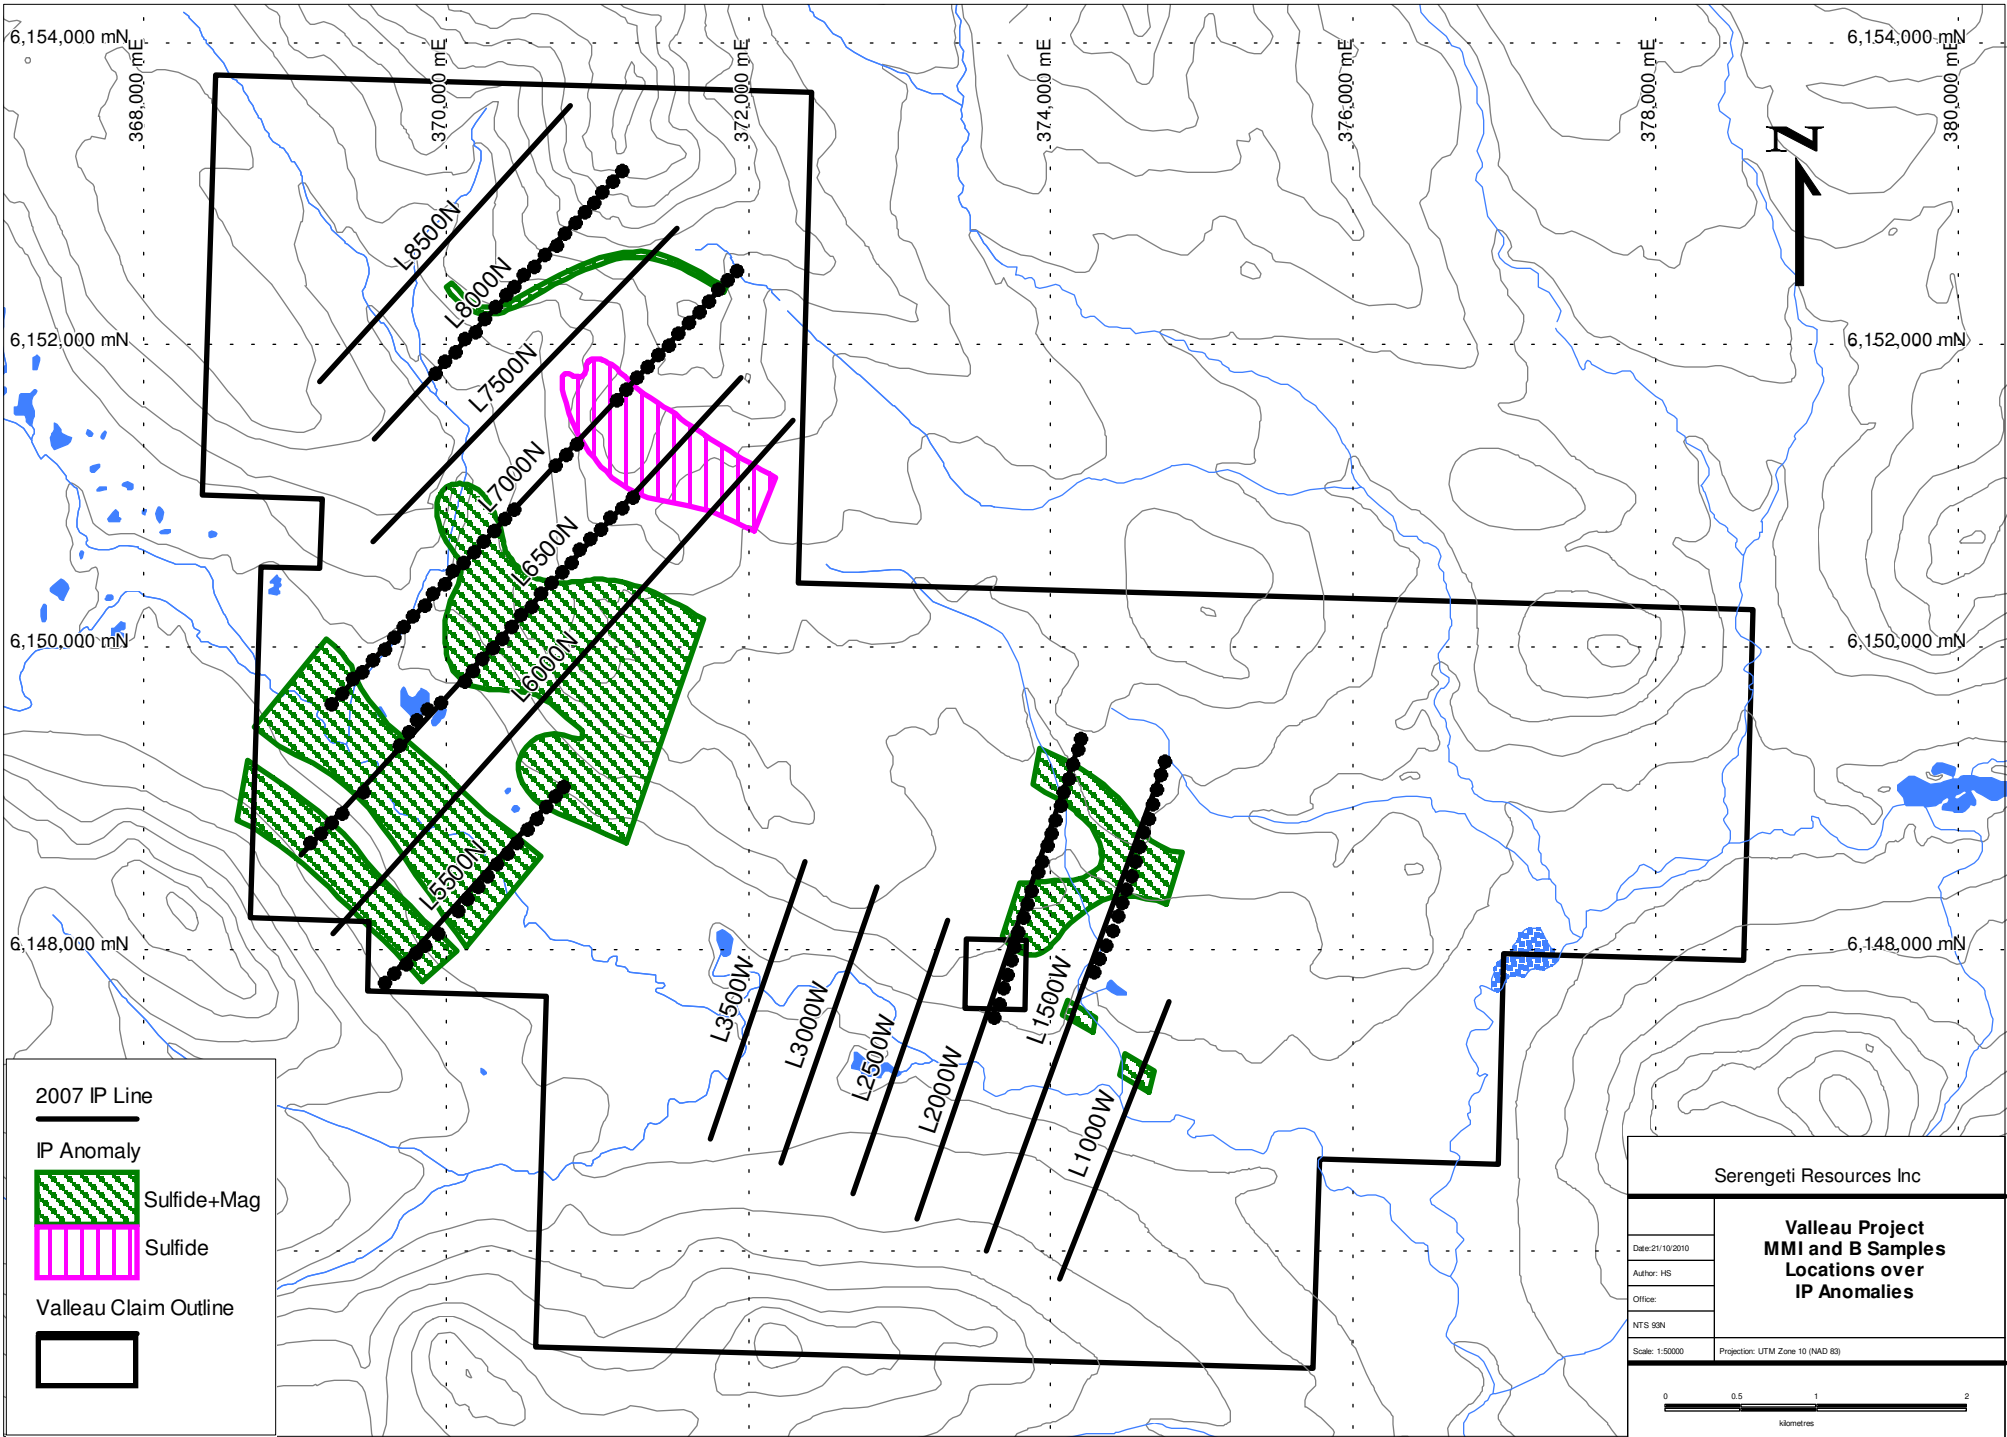 6,154,000 mN
368,000 mE
370,000 mE
372,000 mE
374,000 mE
376,000 mE
378,000 mE
6,154,000 mN
380,000 mE
N
L8500N
L8000N
6,152,000 mN
6,152,000 mN
L7500N
L7000N
L6500N
6,150,000 mN
6,150,000 mN
L6000N
L5500N
6,148,000 mN
6,148,000 mN
L3500W
L3000W
L2500W
L2000W
L1500W
L1000W
2007 IP Line
IP Anomaly
Sulfide+Mag
Sulfide
Valleau Claim Outline
Serengeti Resources Inc
Valleau Project
MMI and B Samples
Locations over
IP Anomalies
Date:21/10/2010
Author: HS
Office:
NTS 93N
Scale: 1:50000
Projection: UTM Zone 10 (NAD 83)
0 0.5 1 2
kilometres